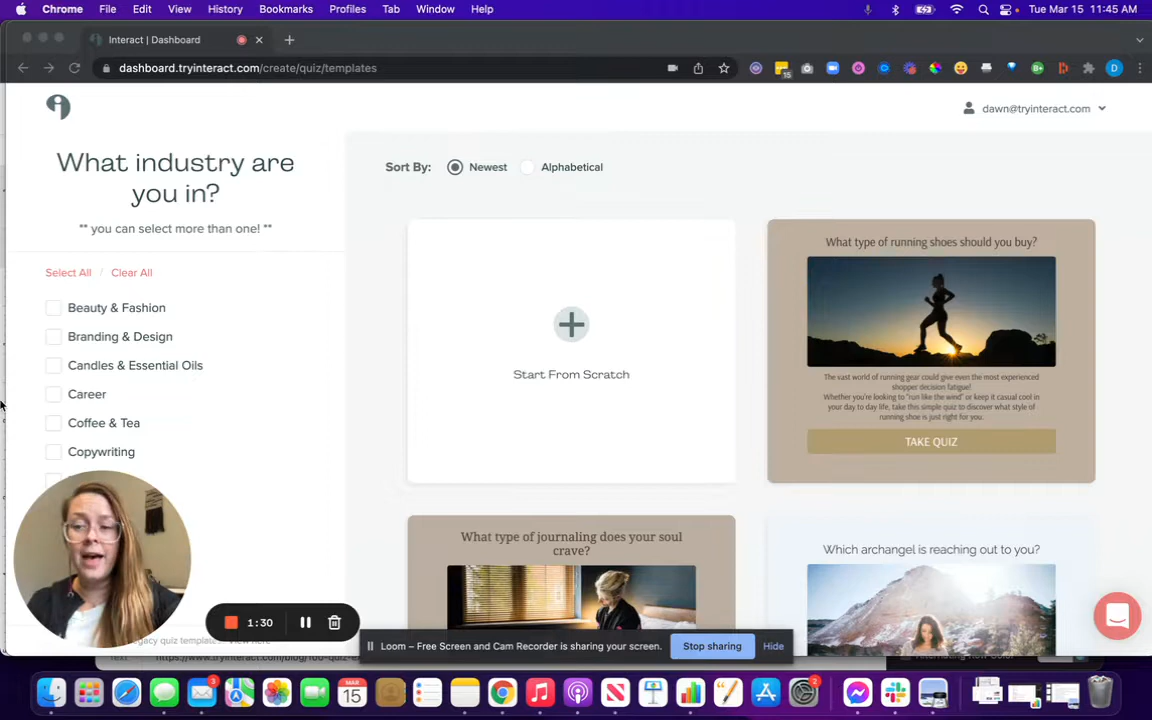 Chrome File Edit View History Bookmarks Profiles Tab Window Help Tue Mar 15 11:45 AM
Interact | Dashboard
dashboard.tryinteract.com/create/quiz/templates
15
D
dawn@tryinteract.com
What industry are
you in?
** you can select more than one! **
Select All / Clear All
Beauty & Fashion
Branding & Design
Candles & Essential Oils
Career
Coffee & Tea
Copywriting
Sort By: Newest Alphabetical
Start From Scratch
What type of running shoes should you buy?
The vast world of running gear could give even the most experienced
shopper decision fatigue!
Whether you're looking to "run like the wind" or keep it casual cool in
your day to day life, take this simple quiz to discover what style of
running shoe is just right for you.
TAKE QUIZ
What type of journaling does your soul
crave?
Which archangel is reaching out to you?
1:30
Loom – Free Screen and Cam Recorder is sharing your screen. Stop sharing Hide
3
MAR
15
2